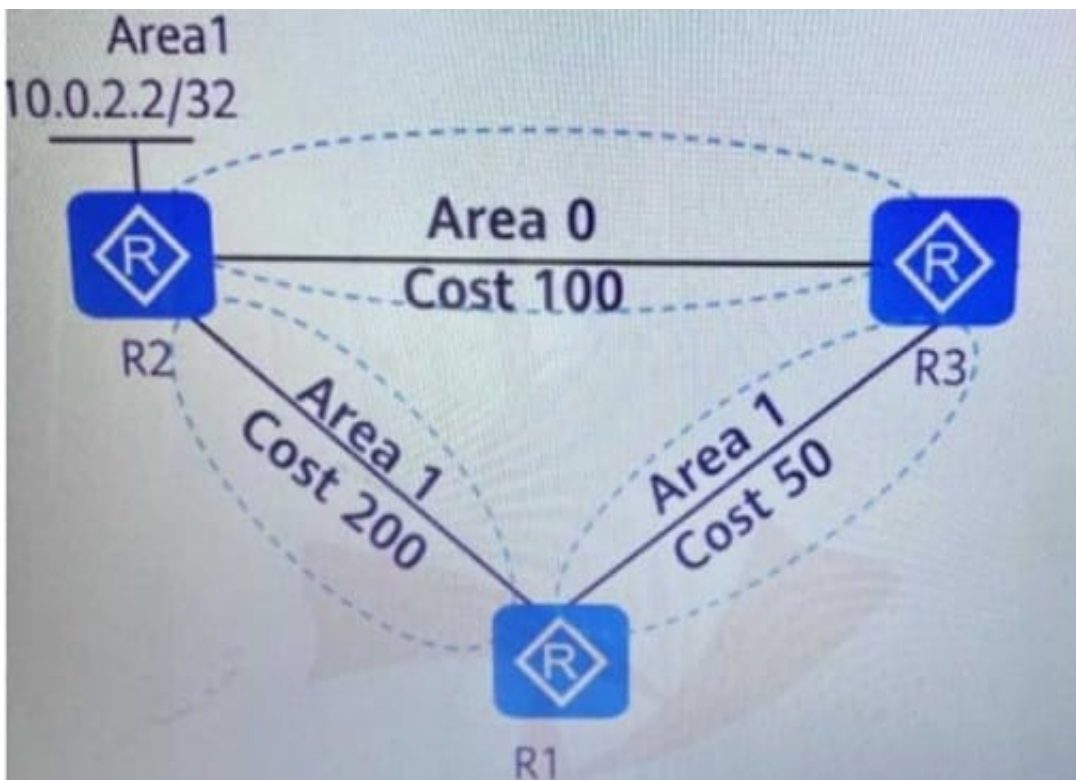 Area1
10.0.2.2/32
Area 0
Cost 100
R
R
R2
R3
Area 1
Cost 200
Area 1
Cost 50
R
R1